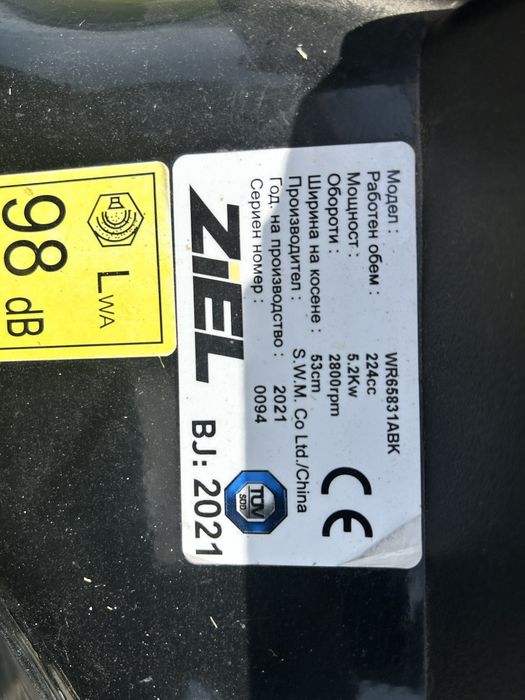 Модел : WR65831ABK
Работен обем : 224cc
Мощност : 5.2Kw
Обороти : 2800rpm
Ширина на косене : 53cm
Производител : S.W.M. Co Ltd./China
Год. на производство : 2021
Сериен номер : 0094
CE
TÜV
SÜD
ZIEL BJ: 2021
LWA
98 dB